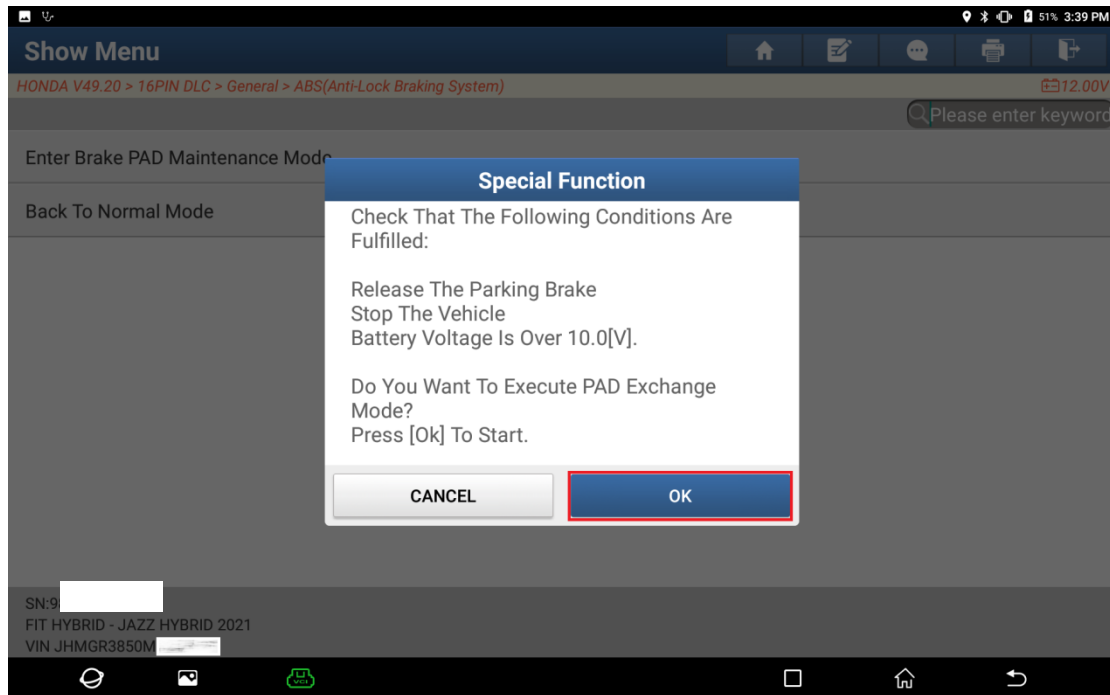 51% 3:39 PM
Show Menu
HONDA V49.20 > 16PIN DLC > General > ABS(Anti-Lock Braking System)
12.00V
Please enter keyword
Enter Brake PAD Maintenance Mode
Back To Normal Mode
Special Function
Check That The Following Conditions Are
Fulfilled:
Release The Parking Brake
Stop The Vehicle
Battery Voltage Is Over 10.0[V].
Do You Want To Execute PAD Exchange
Mode?
Press [Ok] To Start.
CANCEL
OK
SN:9
FIT HYBRID - JAZZ HYBRID 2021
VIN JHMGR3850M
VCI